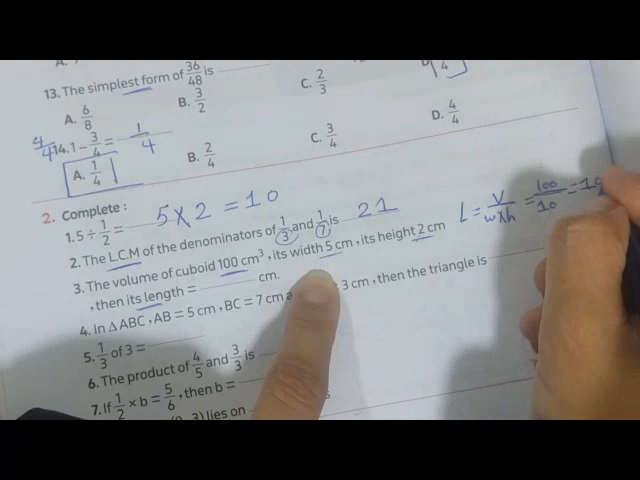 A.
13. The simplest form of 36/48 is
A. 6/8 B. 3/2 C. 2/3 D. 4/4
4/4 14. 1 - 3/4 = 1/4
A. 1/4 B. 2/4 C. 3/4 D. 4/4
2. Complete :
1. 5 ÷ 1/2 = 5 x 2 = 10
2. The L.C.M of the denominators of 1/3 and 1/7 is 21
3. The volume of cuboid 100 cm³ , its width 5 cm , its height 2 cm
, then its length = cm.
L = V/w x h = 100/10 = 10
4. In Δ ABC , AB = 5 cm , BC = 7 cm 3 cm , then the triangle is
5. 1/3 of 3 =
6. The product of 4/5 and 3/3 is
7. If 1/2 × b = 5/6 , then b =
3) lies on